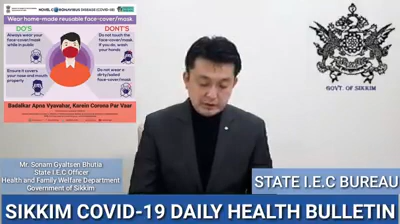 NOVEL CORONAVIRUS DISEASE (COVID-19)
Wear home-made reusable face-cover/mask
DO'S
DONT'S
Always wear your
face-cover/mask
while in public
Do not touch the
face-cover/mask.
If you do, wash
your hands
Ensure it covers
your nose and mouth
properly
Do not wear a
dirty/soiled
face-cover/mask
Badalkar Apna Vyavahar, Karein Corona Par Vaar
GOVT. OF SIKKIM
Mr. Sonam Gyaltsen Bhutia
State I.E.C Officer
Health and Family Welfare Department
Government of Sikkim
STATE I.E.C BUREAU
SIKKIM COVID-19 DAILY HEALTH BULLETIN